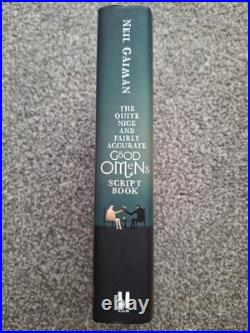 NEIL GAIMAN
THE
QUITE
NICE
AND
FAIRLY
ACCURATE
GOOD
OMENS
SCRIPT
BOOK